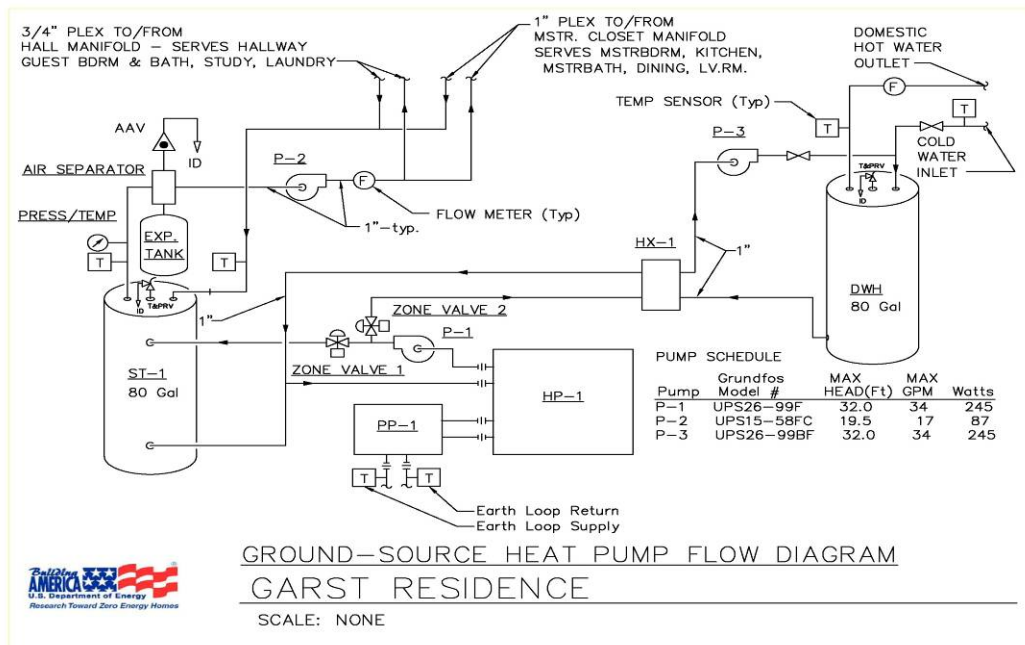 3/4" PLEX TO/FROM
HALL MANIFOLD – SERVES HALLWAY
GUEST BDRM & BATH, STUDY, LAUNDRY
1" PLEX TO/FROM
MSTR. CLOSET MANIFOLD
SERVES MSTRBDRM, KITCHEN,
MSTRBATH, DINING, LV.RM.
DOMESTIC
HOT WATER
OUTLET
F
TEMP SENSOR (Typ)
T
T
P-3
COLD
WATER
INLET
AAV
ID
AIR SEPARATOR
P-2
F
FLOW METER (Typ)
1"-typ.
PRESS/TEMP
T
EXP.
TANK
T
T&PRV
ID
HX-1
1"
T&PRV
ID
DWH
80 Gal
1"
ZONE VALVE 2
P-1
ZONE VALVE 1
ST-1
80 Gal
HP-1
PP-1
T
T
Earth Loop Return
Earth Loop Supply
PUMP SCHEDULE
Pump Grundfos Model # MAX HEAD(Ft) MAX GPM Watts
P-1 UPS26-99F 32.0 34 245
P-2 UPS15-58FC 19.5 17 87
P-3 UPS26-99BF 32.0 34 245
GROUND-SOURCE HEAT PUMP FLOW DIAGRAM
GARST RESIDENCE
SCALE: NONE
Building
AMERICA
U.S. Department of Energy
Research Toward Zero Energy Homes